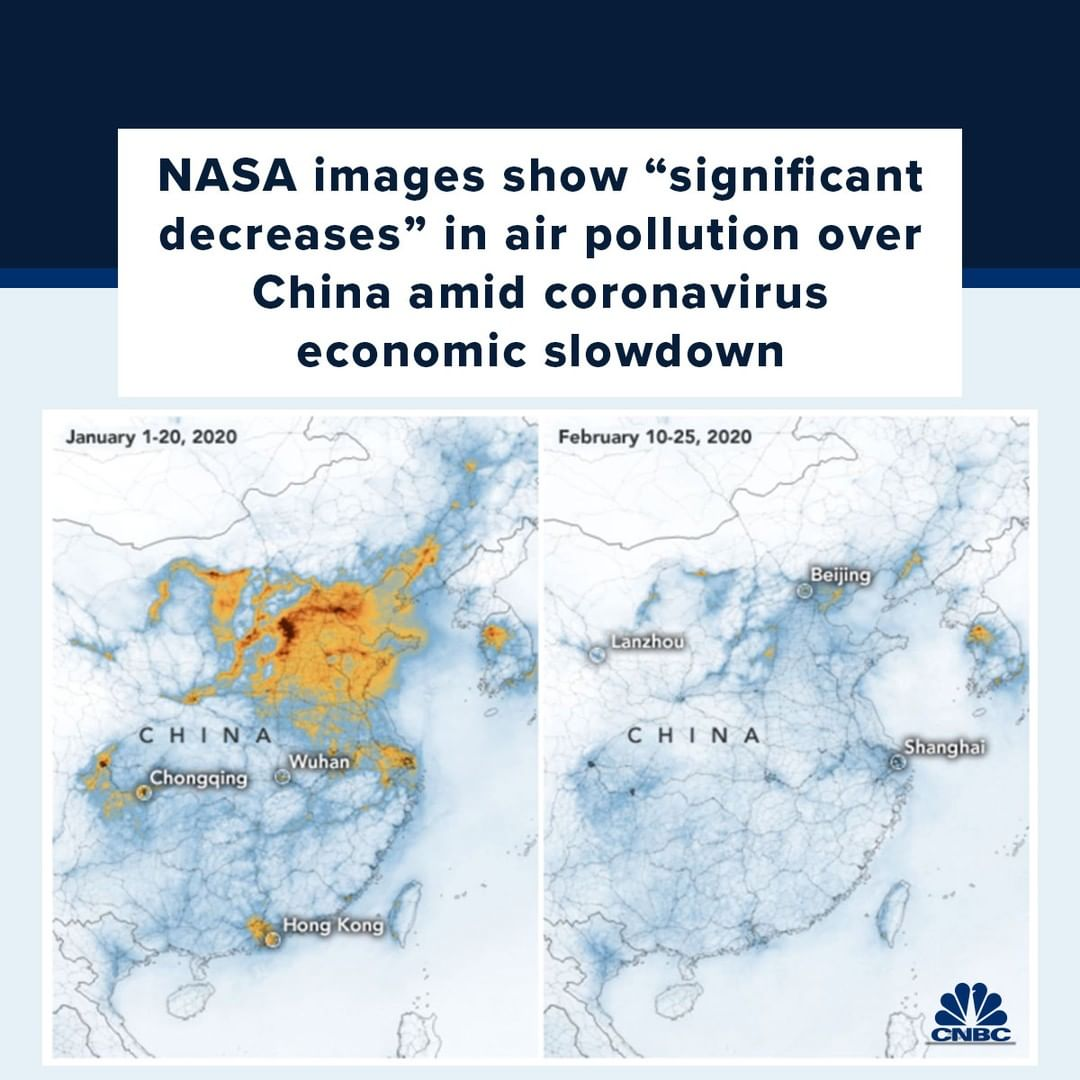 NASA images show “significant
decreases” in air pollution over
China amid coronavirus
economic slowdown
January 1-20, 2020
CHINA
Wuhan
Chongqing
Hong Kong
February 10-25, 2020
Beijing
Lanzhou
CHINA
Shanghai
CNBC